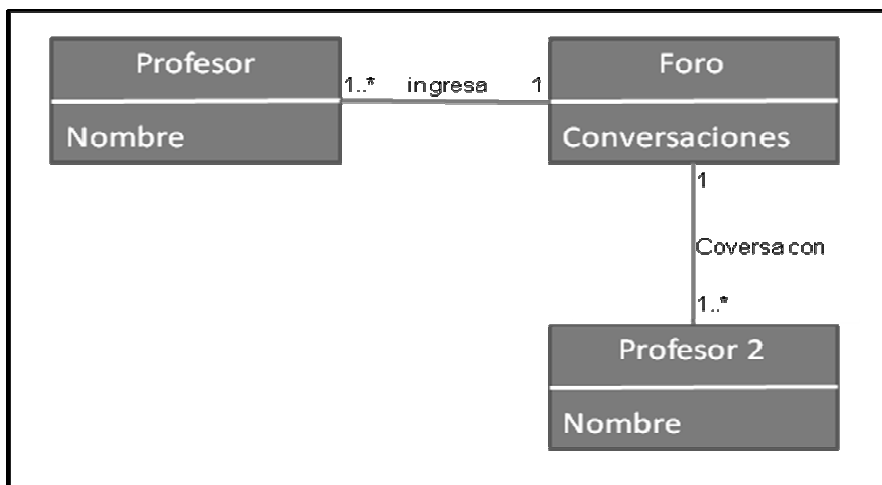 Profesor
Nombre
1..* ingresa 1
Foro
Conversaciones
1
Coversa con
1..*
Profesor 2
Nombre